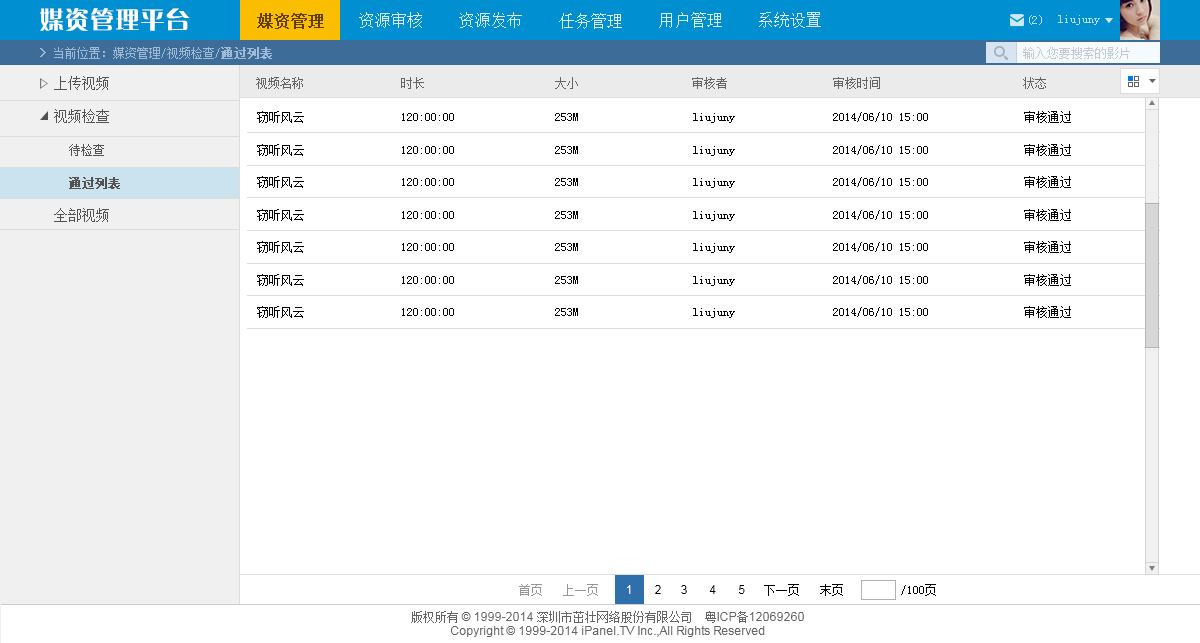 媒资管理平台 媒资管理 资源审核 资源发布 任务管理 用户管理 系统设置 (2) liujuny
当前位置：媒资管理/视频检查/通过列表 输入您要搜索的影片
上传视频
视频检查
待检查
通过列表
全部视频
视频名称 时长 大小 审核者 审核时间 状态
窃听风云 120:00:00 253M liujuny 2014/06/10 15:00 审核通过
窃听风云 120:00:00 253M liujuny 2014/06/10 15:00 审核通过
窃听风云 120:00:00 253M liujuny 2014/06/10 15:00 审核通过
窃听风云 120:00:00 253M liujuny 2014/06/10 15:00 审核通过
窃听风云 120:00:00 253M liujuny 2014/06/10 15:00 审核通过
窃听风云 120:00:00 253M liujuny 2014/06/10 15:00 审核通过
窃听风云 120:00:00 253M liujuny 2014/06/10 15:00 审核通过
首页 上一页 1 2 3 4 5 下一页 末页 /100页
版权所有 © 1999-2014 深圳市茁壮网络股份有限公司 粤ICP备12069260
Copyright © 1999-2014 iPanel.TV Inc.,All Rights Reserved